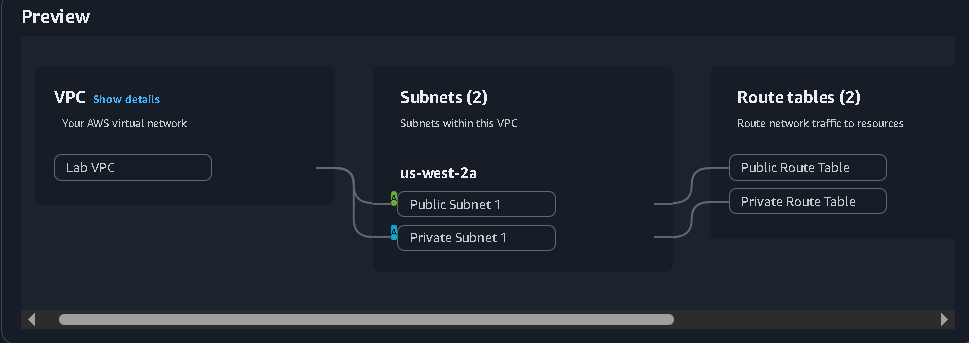 Preview
VPC Show details
Your AWS virtual network
Lab VPC
Subnets (2)
Subnets within this VPC
us-west-2a
Public Subnet 1
Private Subnet 1
Route tables (2)
Route network traffic to resources
Public Route Table
Private Route Table